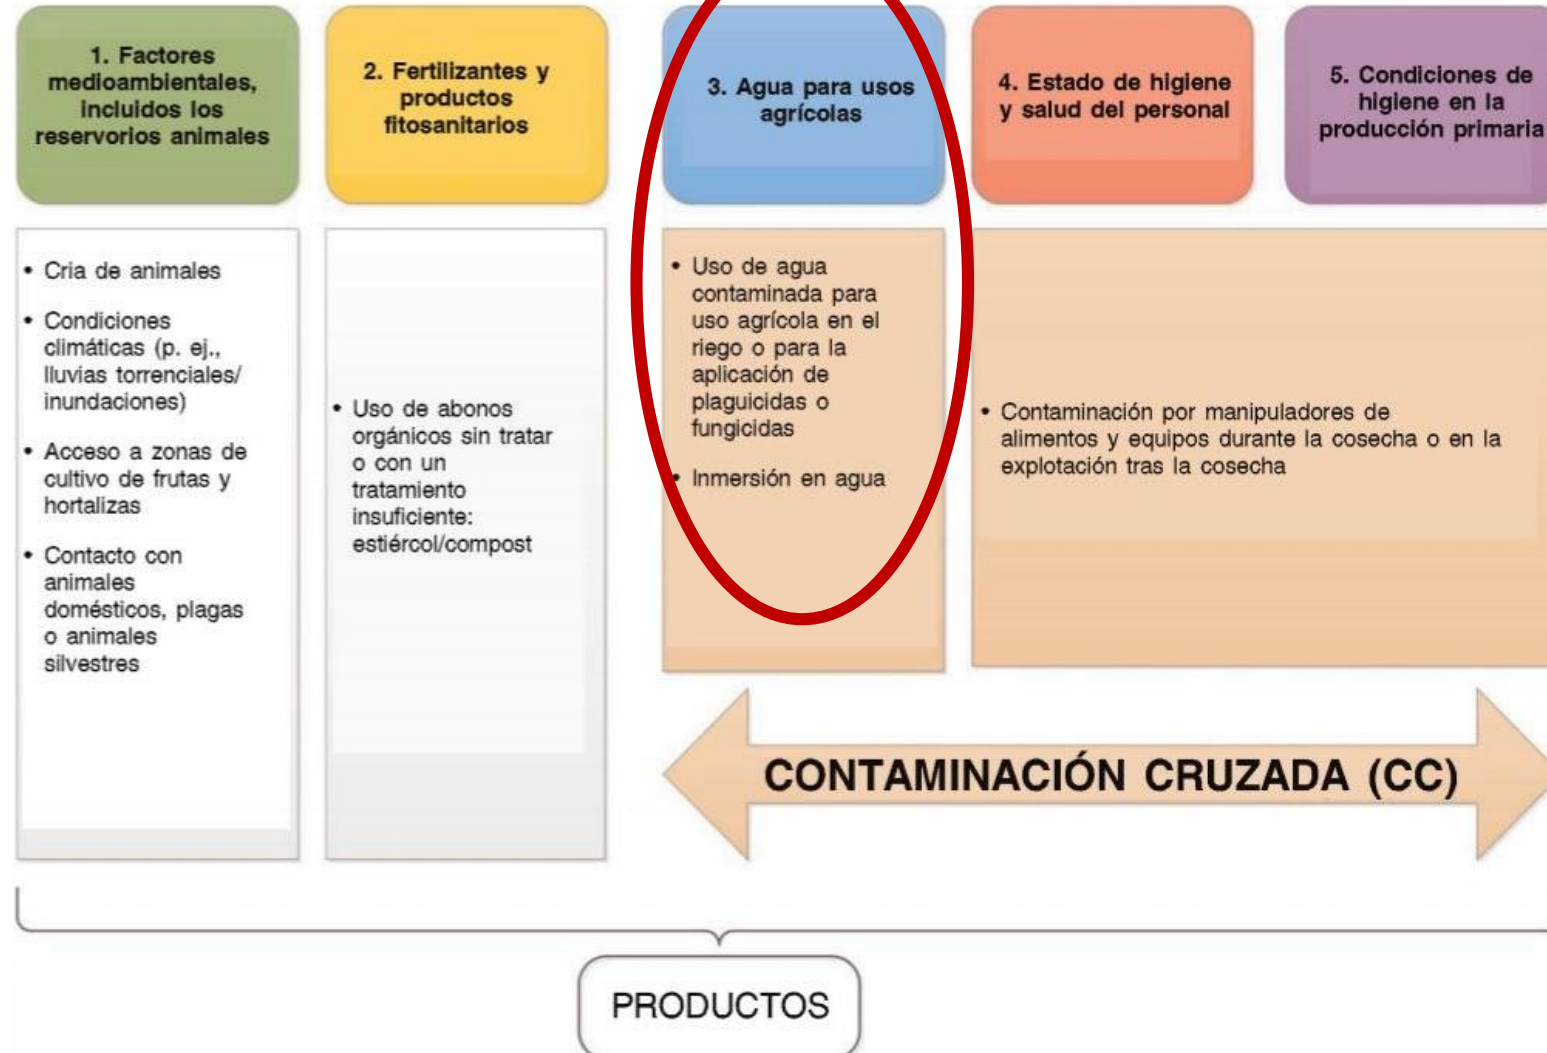 1. Factores
medioambientales,
incluidos los
reservorios animales
2. Fertilizantes y
productos
fitosanitarios
3. Agua para usos
agrícolas
4. Estado de higiene
y salud del personal
5. Condiciones de
higiene en la
producción primaria
• Cria de animales
• Condiciones
climáticas (p. ej.,
lluvias torrenciales/
inundaciones)
• Acceso a zonas de
cultivo de frutas y
hortalizas
• Contacto con
animales
domésticos, plagas
o animales
silvestres
• Uso de abonos
orgánicos sin tratar
o con un
tratamiento
insuficiente:
estiércol/compost
• Uso de agua
contaminada para
uso agrícola en el
riego o para la
aplicación de
plaguicidas o
fungicidas
• Inmersión en agua
• Contaminación por manipuladores de
alimentos y equipos durante la cosecha o en la
explotación tras la cosecha
CONTAMINACIÓN CRUZADA (CC)
PRODUCTOS